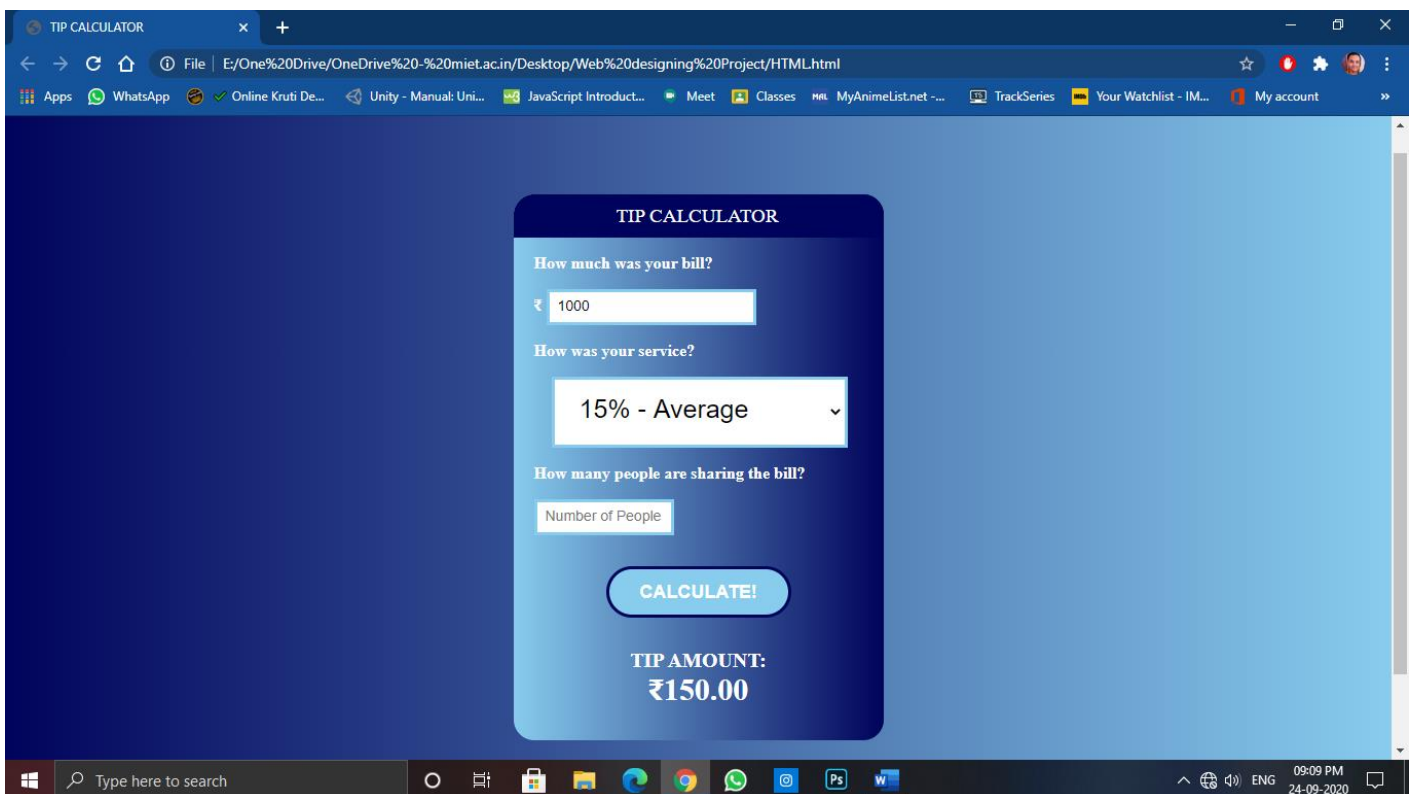 TIP CALCULATOR
File | E:/One%20Drive/OneDrive%20-%20miet.ac.in/Desktop/Web%20designing%20Project/HTML.html
Apps WhatsApp Online Kruti De... Unity - Manual: Uni... JavaScript Introduct... Meet Classes MAL MyAnimeList.net -... TrackSeries Your Watchlist - IM... My account »
TIP CALCULATOR
How much was your bill?
₹ 1000
How was your service?
15% - Average
How many people are sharing the bill?
Number of People
CALCULATE!
TIP AMOUNT:
₹150.00
Type here to search Ps W ENG 09:09 PM
24-09-2020